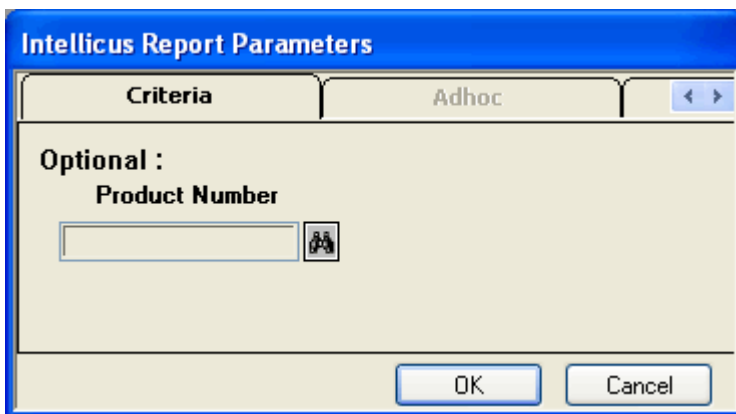 Intellicus Report Parameters
Criteria Adhoc
Optional :
Product Number
OK Cancel